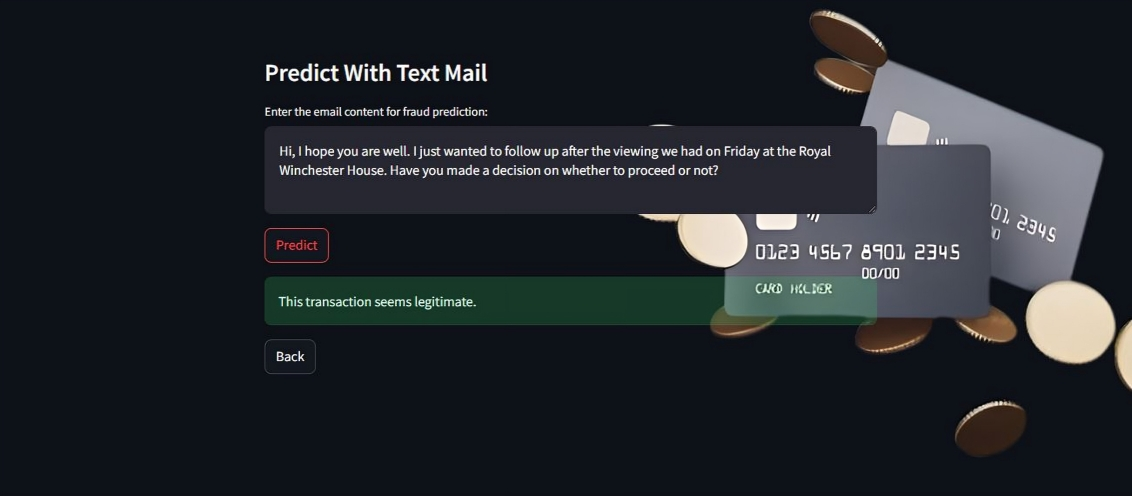 Predict With Text Mail
Enter the email content for fraud prediction:
Hi, I hope you are well. I just wanted to follow up after the viewing we had on Friday at the Royal
Winchester House. Have you made a decision on whether to proceed or not?
Predict
This transaction seems legitimate.
Back
0123 4567 8901 2345
00/00
CARD HOLDER
01 2345